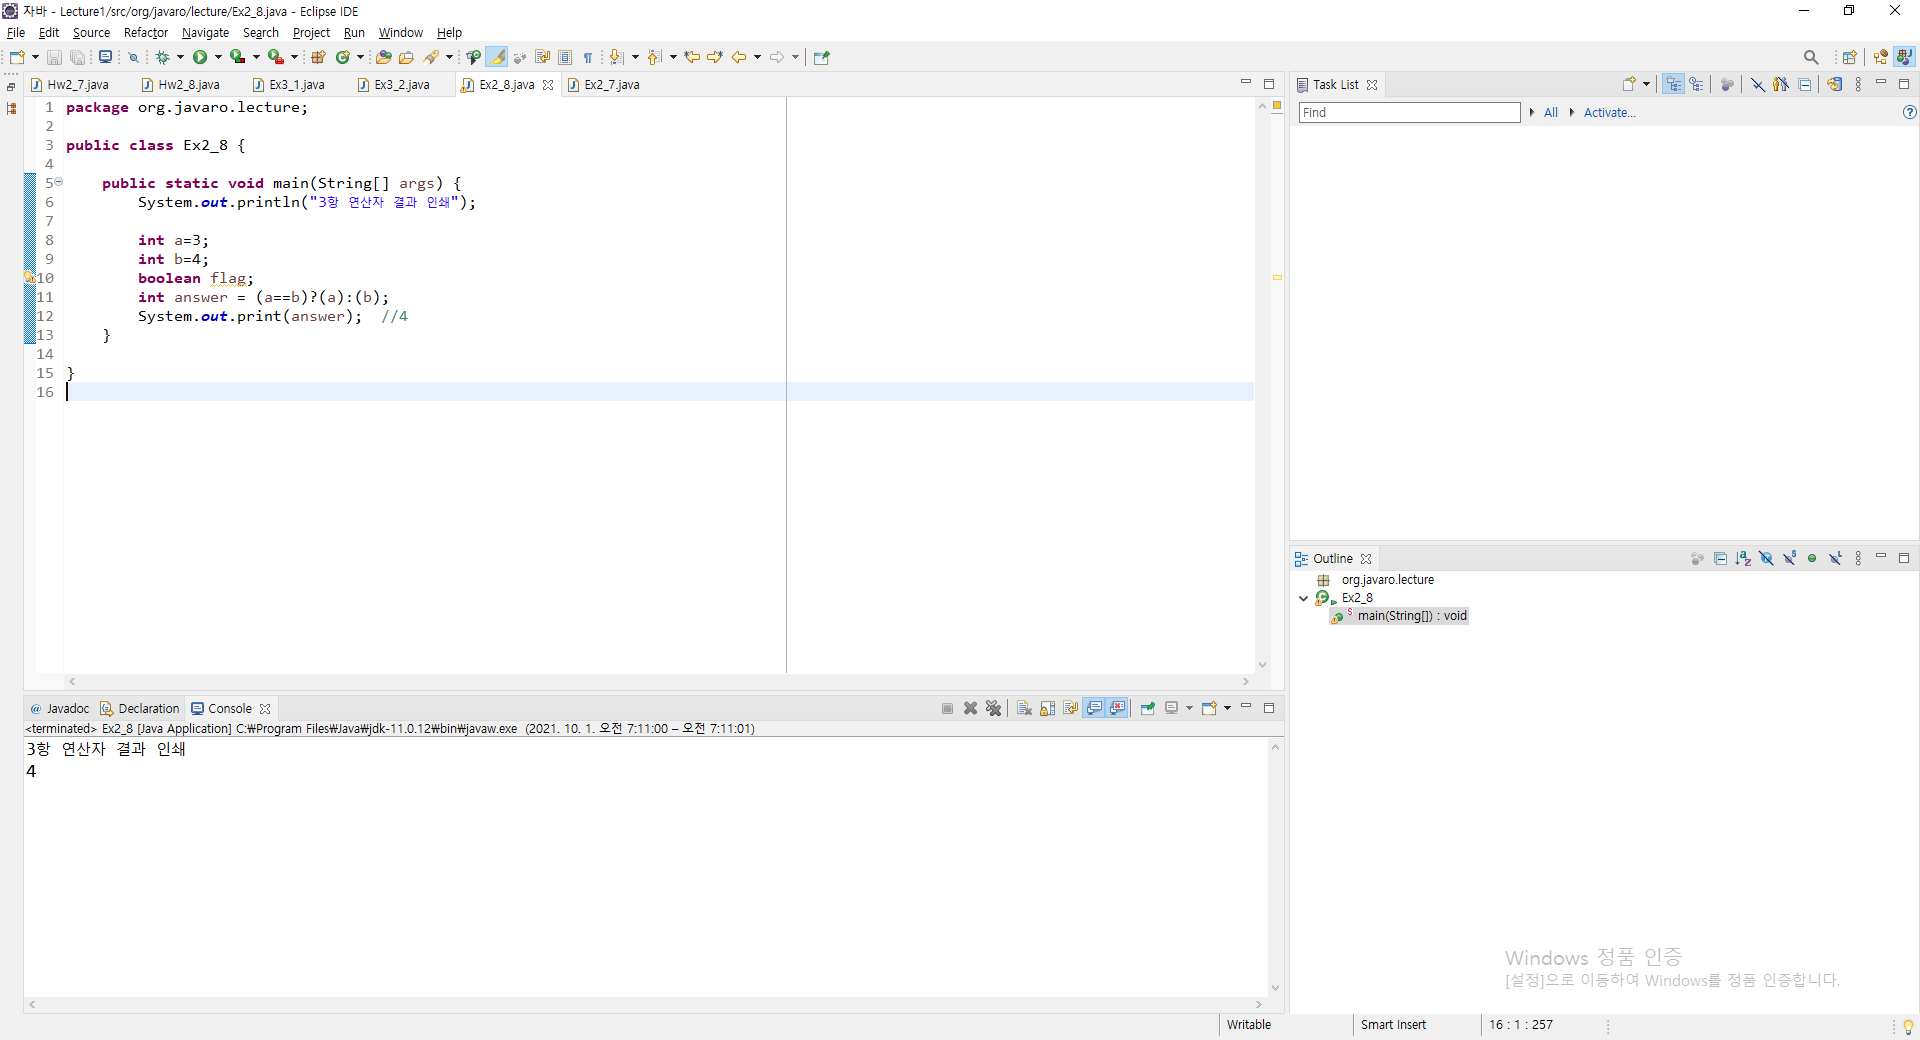 자바 - Lecture1/src/org/javaro/lecture/Ex2_8.java - Eclipse IDE
File Edit Source Refactor Navigate Search Project Run Window Help
Hw2_7.java Hw2_8.java Ex3_1.java Ex3_2.java Ex2_8.java Ex2_7.java
1 package org.javaro.lecture;
2
3 public class Ex2_8 {
4
5 public static void main(String[] args) {
6 System.out.println("3항 연산자 결과 인쇄");
7
8 int a=3;
9 int b=4;
10 boolean flag;
11 int answer = (a==b)?(a):(b);
12 System.out.print(answer); //4
13 }
14
15 }
16
Task List
Find All Activate...
Outline
org.javaro.lecture
Ex2_8
main(String[]) : void
@ Javadoc Declaration Console
<terminated> Ex2_8 [Java Application] C:₩Program Files₩Java₩jdk-11.0.12₩bin₩javaw.exe (2021. 10. 1. 오전 7:11:00 – 오전 7:11:01)
3항 연산자 결과 인쇄
4
Windows 정품 인증
[설정]으로 이동하여 Windows를 정품 인증합니다.
Writable Smart Insert 16 : 1 : 257